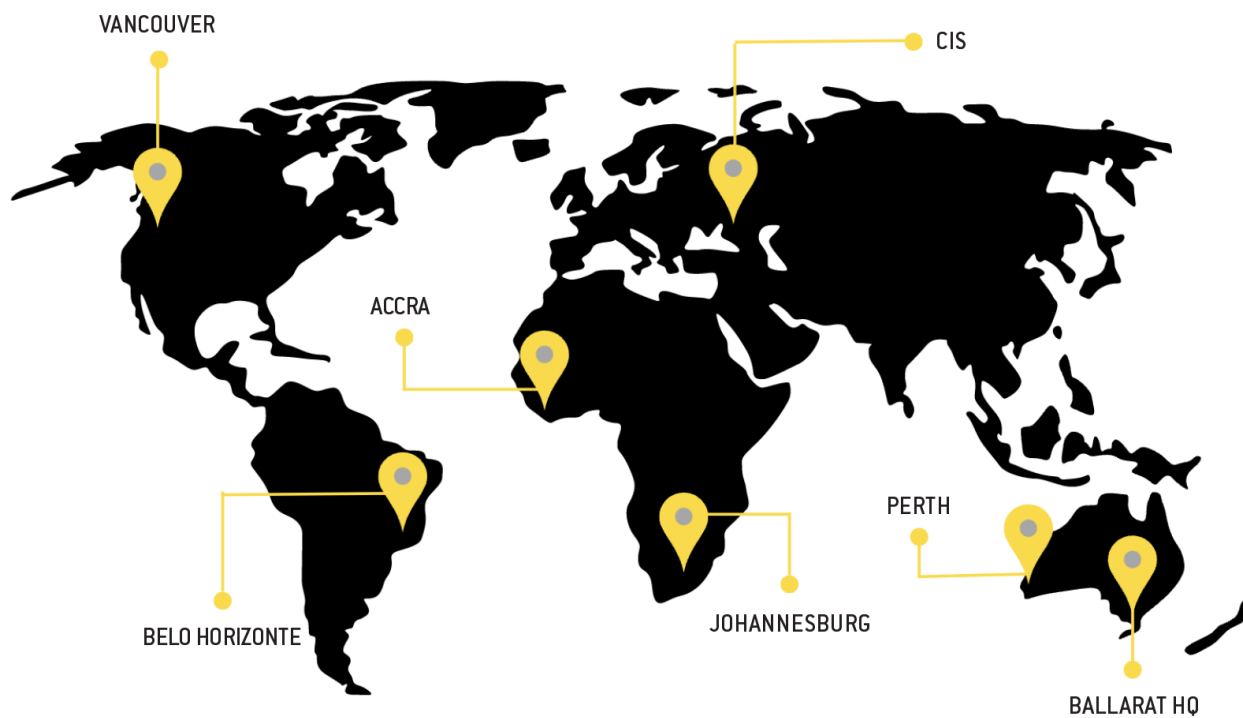 VANCOUVER
CIS
ACCRA
PERTH
BELO HORIZONTE
JOHANNESBURG
BALLARAT HQ